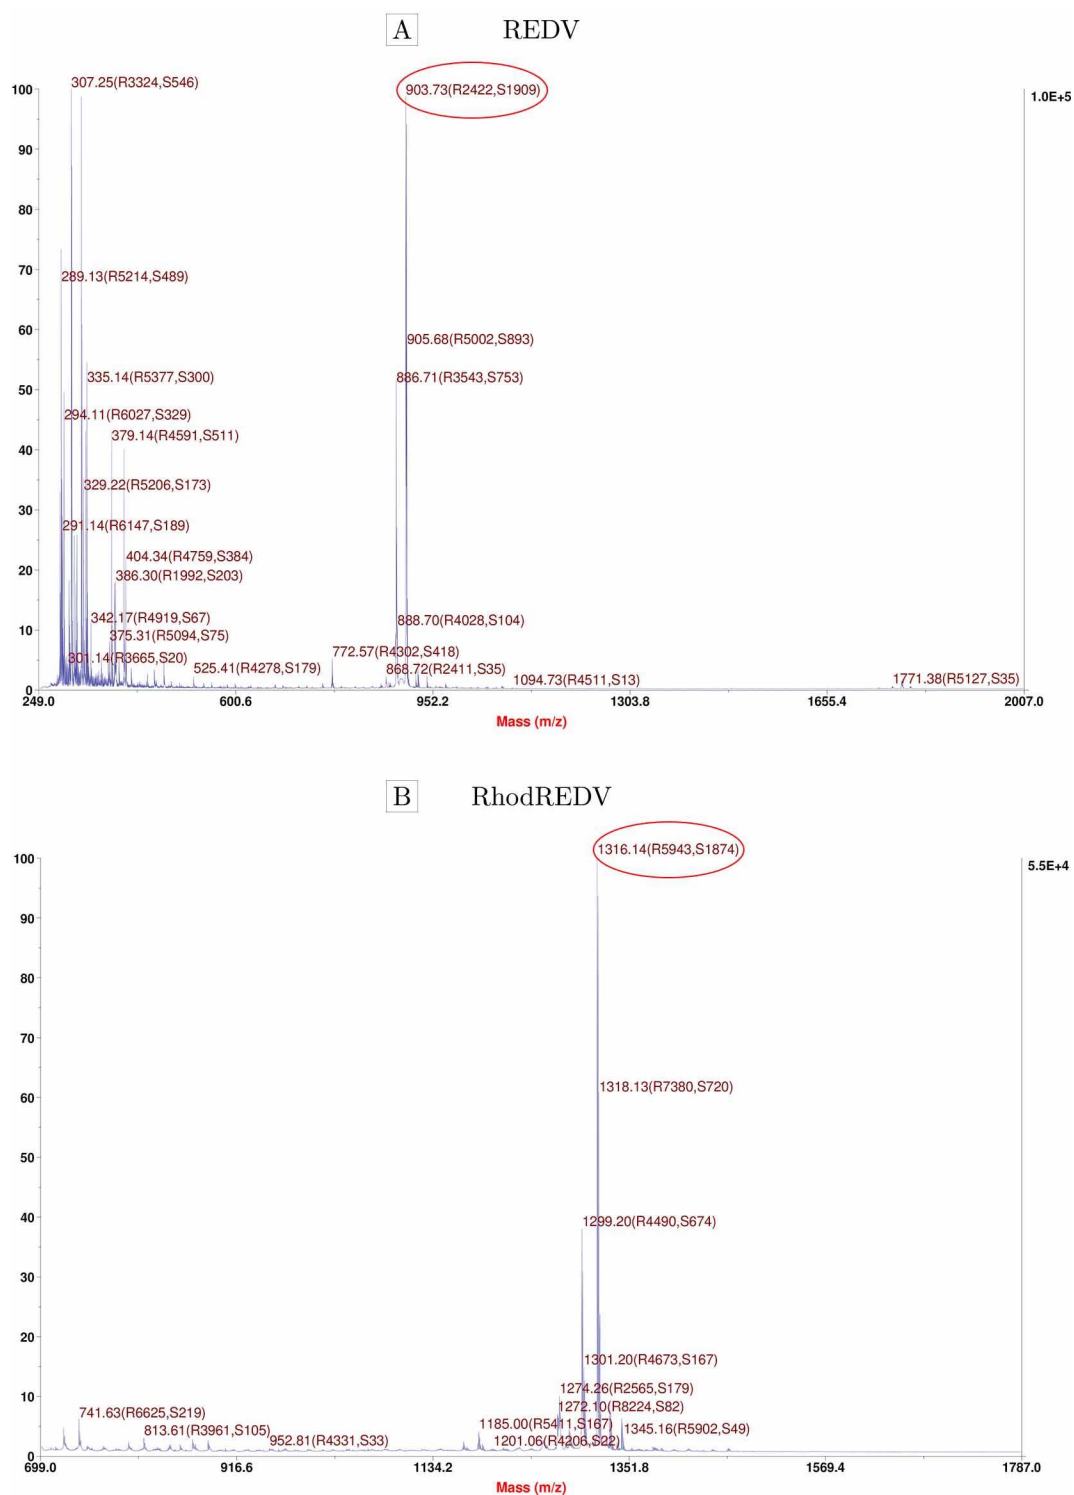 A REDV
307.25(R3324,S546)
903.73(R2422,S1909)
100
1.0E+5
90
80
70
289.13(R5214,S489)
60
905.68(R5002,S893)
50
335.14(R5377,S300)
886.71(R3543,S753)
294.11(R6027,S329)
40
379.14(R4591,S511)
329.22(R5206,S173)
30
291.14(R6147,S189)
20
404.34(R4759,S384)
386.30(R1992,S203)
10
342.17(R4919,S67)
888.70(R4028,S104)
375.31(R5094,S75)
301.14(R3665,S20)
772.57(R4302,S418)
525.41(R4278,S179)
868.72(R2411,S35)
1094.73(R4511,S13)
1771.38(R5127,S35)
0
249.0 600.6 952.2 1303.8 1655.4 2007.0
Mass (m/z)
B RhodREDV
1316.14(R5943,S1874)
100
5.5E+4
90
80
70
60
1318.13(R7380,S720)
50
40
1299.20(R4490,S674)
30
20
1301.20(R4673,S167)
10
1274.26(R2565,S179)
1272.10(R8224,S82)
741.63(R6625,S219)
1185.00(R5411,S167)
1345.16(R5902,S49)
813.61(R3961,S105)
952.81(R4331,S33)
1201.06(R4206,S22)
0
699.0 916.6 1134.2 1351.8 1569.4 1787.0
Mass (m/z)